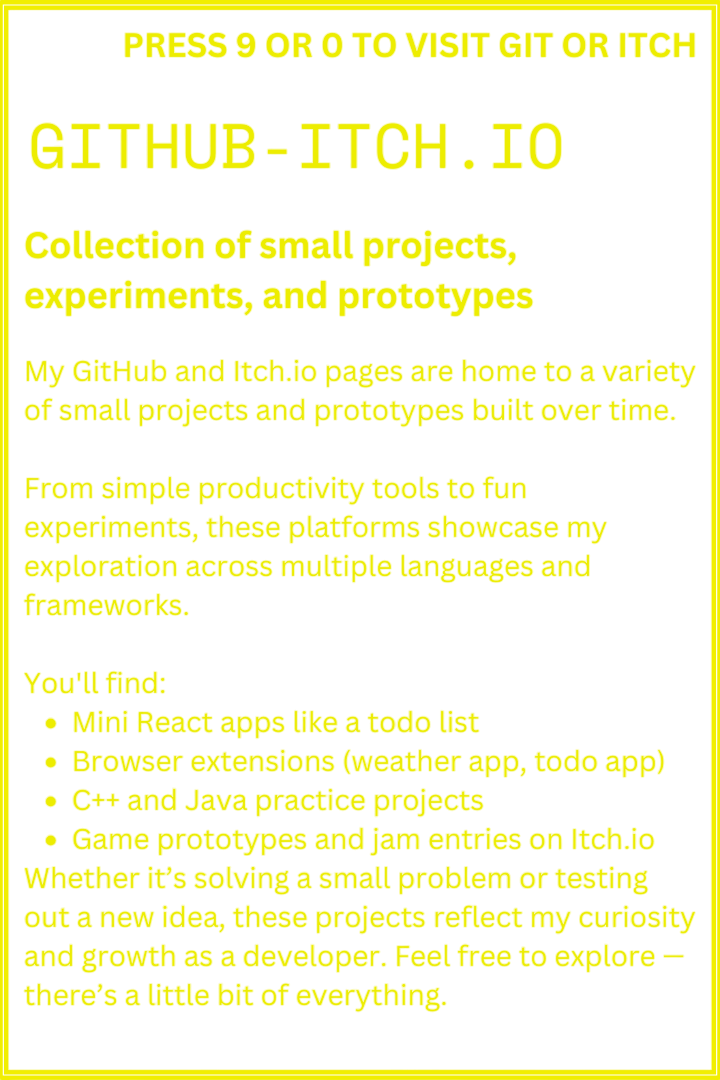 PRESS 9 OR 0 TO VISIT GIT OR ITCH
GITHUB-ITCH.IO
Collection of small projects,
experiments, and prototypes
My GitHub and Itch.io pages are home to a variety
of small projects and prototypes built over time.
From simple productivity tools to fun
experiments, these platforms showcase my
exploration across multiple languages and
frameworks.
You'll find:
• Mini React apps like a todo list
• Browser extensions (weather app, todo app)
• C++ and Java practice projects
• Game prototypes and jam entries on Itch.io
Whether it’s solving a small problem or testing
out a new idea, these projects reflect my curiosity
and growth as a developer. Feel free to explore —
there’s a little bit of everything.